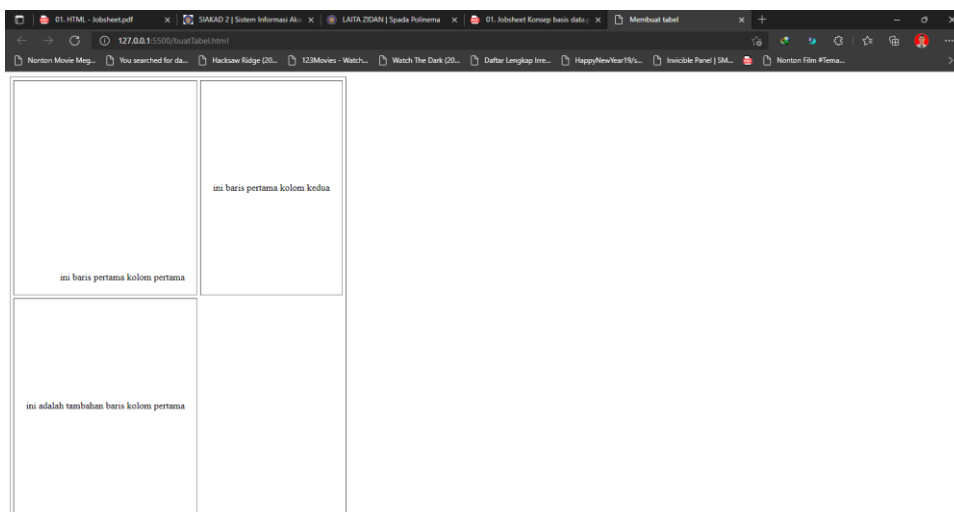 01. HTML - Jobsheet.pdf
SIAKAD 2 | Sistem Informasi Aka
LAITA ZIDAN | Spada Polinema
01. Jobsheet Konsep basis data.
Membuat tabel
127.0.0.1:5500/buatTabel.html
Nonton Movie Meg...
You searched for da...
Hacksaw Ridge (20...
123Movies - Watch...
Watch The Dark (20...
Daftar Lengkap Irre...
HappyNewYear19/s...
Invicible Panel | SM...
Nonton Film #Tema...
ini baris pertama kolom kedua
ini baris pertama kolom pertama
ini adalah tambahan baris kolom pertama